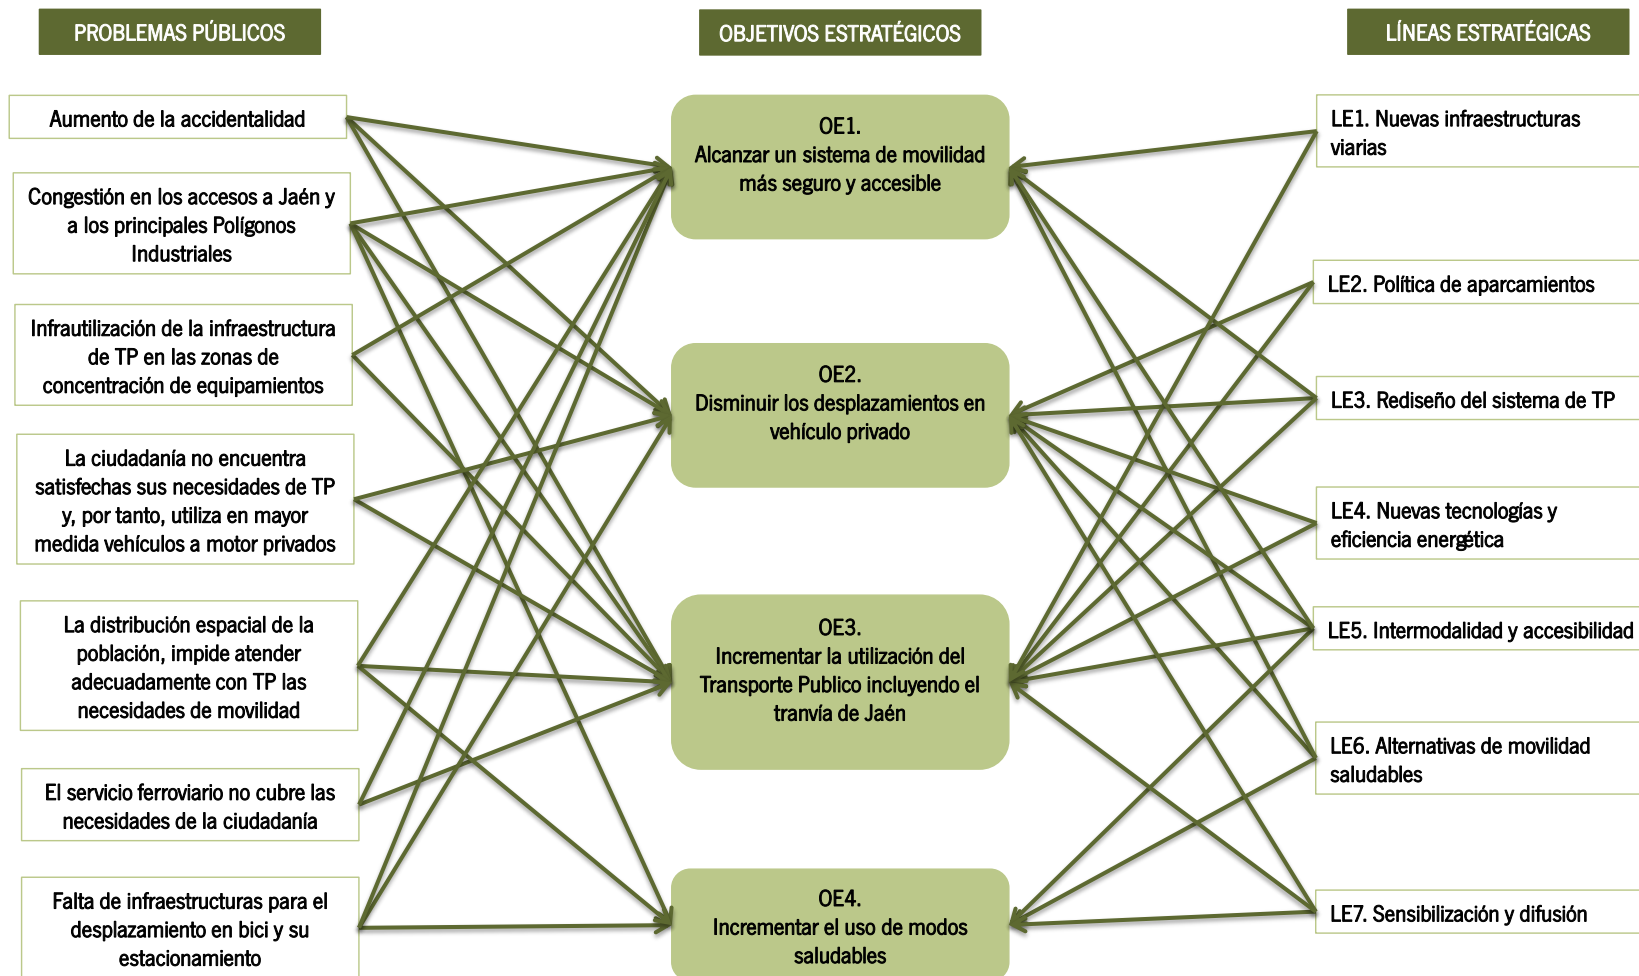 PROBLEMAS PÚBLICOS
Aumento de la accidentalidad
Congestión en los accesos a Jaén y
a los principales Polígonos
Industriales
Infrautilización de la infraestructura
de TP en las zonas de
concentración de equipamientos
La ciudadanía no encuentra
satisfechas sus necesidades de TP
y, por tanto, utiliza en mayor
medida vehículos a motor privados
La distribución espacial de la
población, impide atender
adecuadamente con TP las
necesidades de movilidad
El servicio ferroviario no cubre las
necesidades de la ciudadanía
Falta de infraestructuras para el
desplazamiento en bici y su
estacionamiento
OBJETIVOS ESTRATÉGICOS
OE1.
Alcanzar un sistema de movilidad
más seguro y accesible
OE2.
Disminuir los desplazamientos en
vehículo privado
OE3.
Incrementar la utilización del
Transporte Publico incluyendo el
tranvía de Jaén
OE4.
Incrementar el uso de modos
saludables
LÍNEAS ESTRATÉGICAS
LE1. Nuevas infraestructuras
viarias
LE2. Política de aparcamientos
LE3. Rediseño del sistema de TP
LE4. Nuevas tecnologías y
eficiencia energética
LE5. Intermodalidad y accesibilidad
LE6. Alternativas de movilidad
saludables
LE7. Sensibilización y difusión